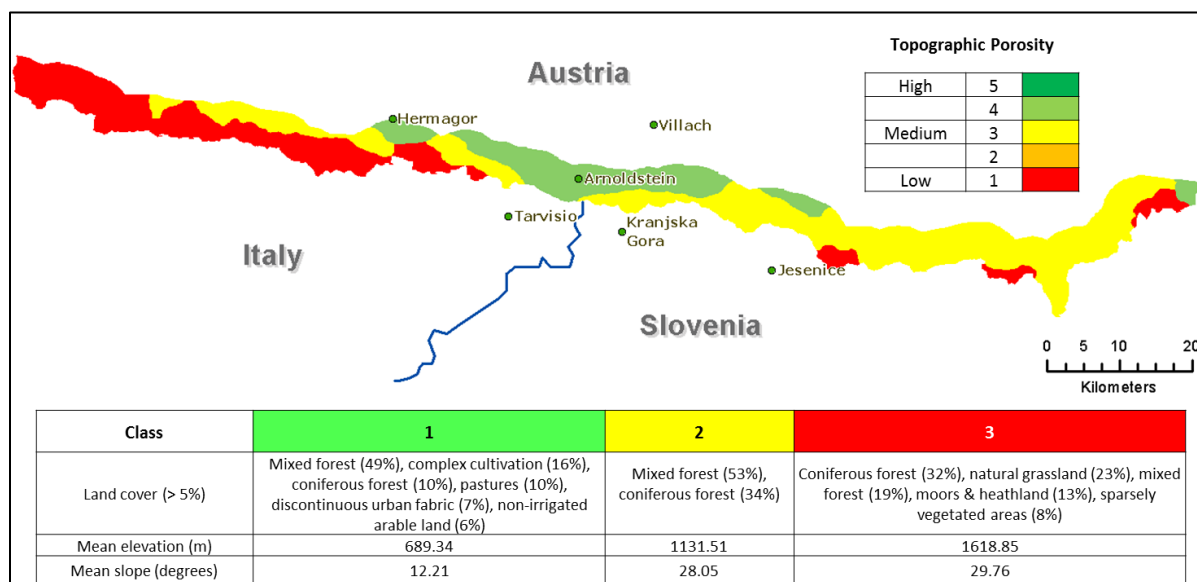 Topographic Porosity
High 5
4
Medium 3
2
Low 1
Austria
Hermagor
Villach
Arnoldstein
Tarvisio
Kranjska
Gora
Italy
Jesenice
Slovenia
0 5 10 20
Kilometers
Class 1 2 3
Land cover (> 5%)
Mixed forest (49%), complex cultivation (16%),
coniferous forest (10%), pastures (10%),
discontinuous urban fabric (7%), non-irrigated
arable land (6%)
Mixed forest (53%),
coniferous forest (34%)
Coniferous forest (32%), natural grassland (23%), mixed
forest (19%), moors & heathland (13%), sparsely
vegetated areas (8%)
Mean elevation (m) 689.34 1131.51 1618.85
Mean slope (degrees) 12.21 28.05 29.76